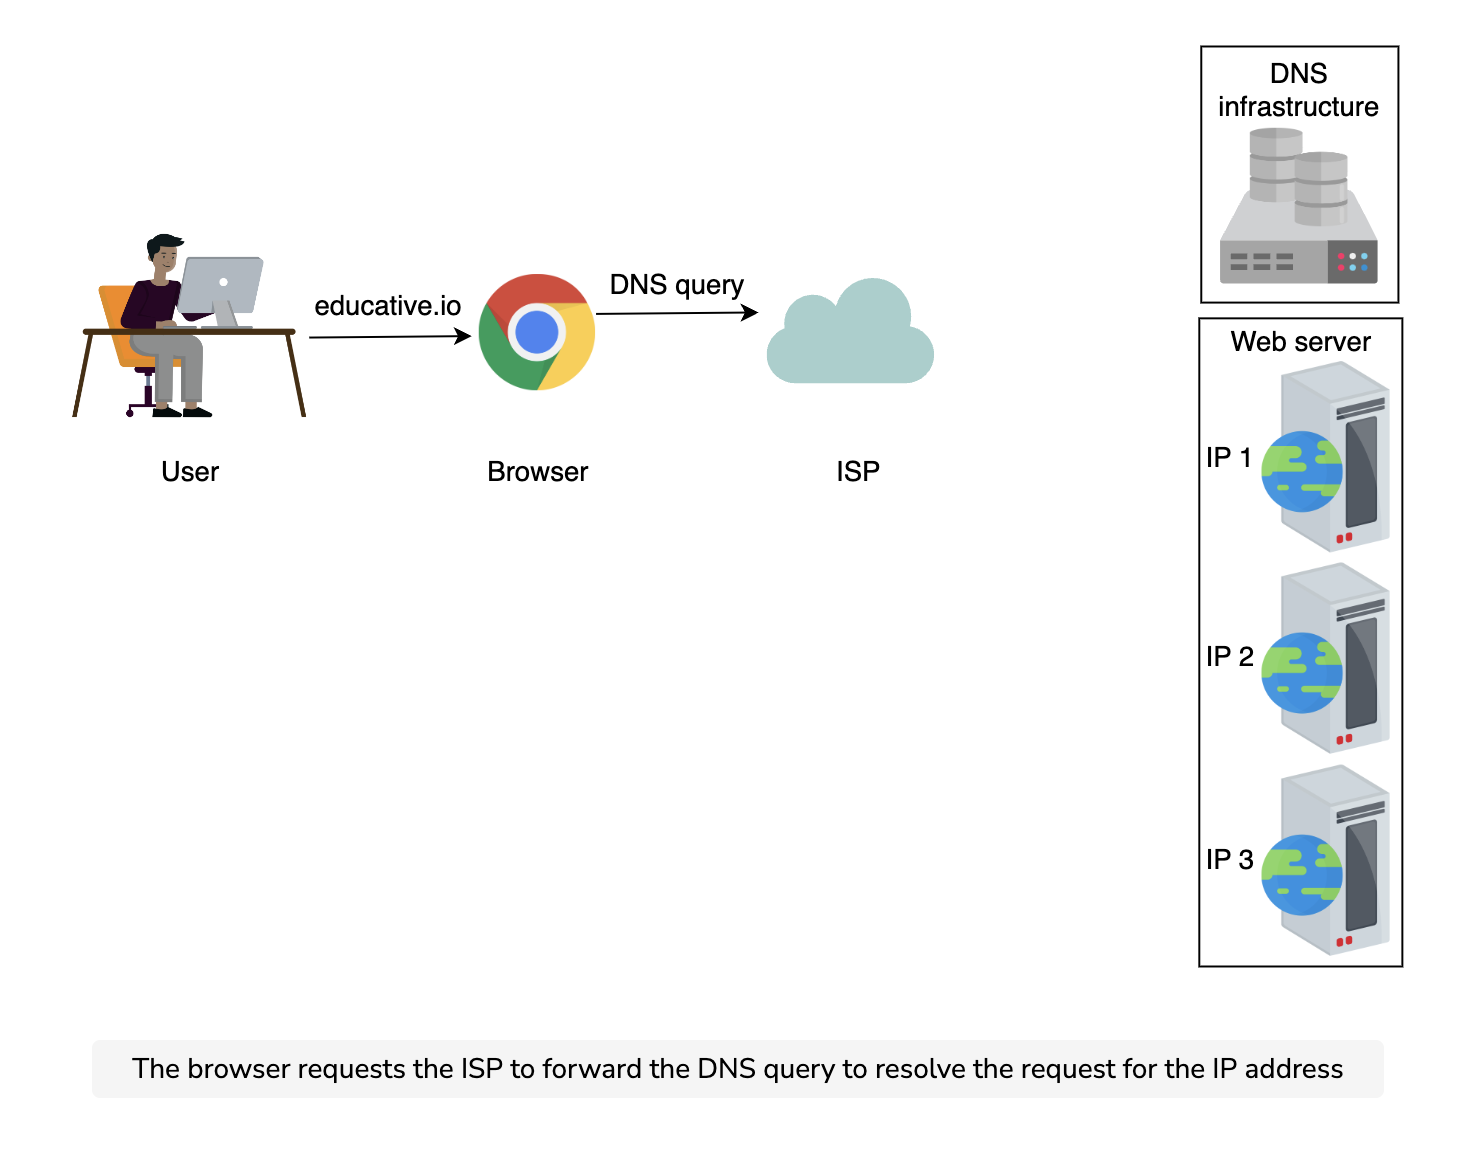 DNS
infrastructure
educative.io
DNS query
User
Browser
ISP
Web server
IP 1
IP 2
IP 3
The browser requests the ISP to forward the DNS query to resolve the request for the IP address